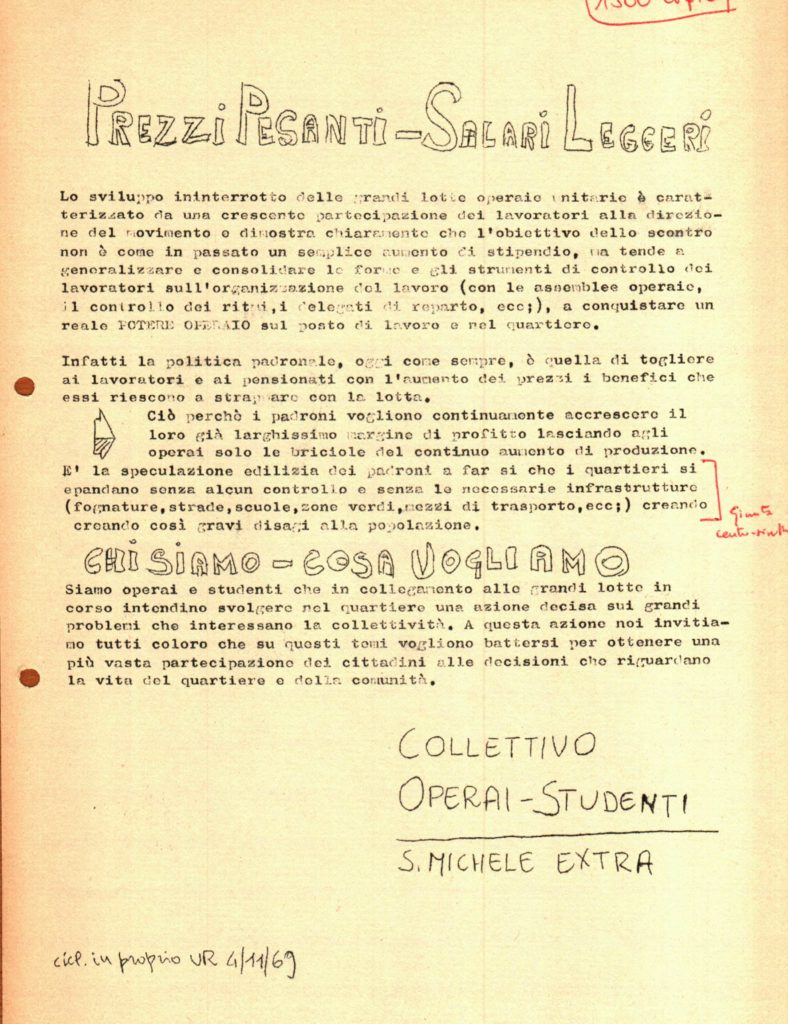 1300 copie
PREZZI PESANTI - SALARI LEGGERI
Lo sviluppo ininterrotto delle grandi lotte operaie unitarie è carat-
terizzato da una crescente partecipazione dei lavoratori alla direzio-
ne del movimento e dimostra chiaramente che l'obiettivo dello scontro
non è come in passato un semplice aumento di stipendio, ma tende a
generalizzare e consolidare le forme e gli strumenti di controllo dei
lavoratori sull'organizzazione del lavoro (con le assemblee operaie,
il controllo dei ritmi,i delegati di reparto, ecc;), a conquistare un
reale POTERE OPERAIO sul posto di lavoro e nel quartiere.
Infatti la politica padronale, oggi come sempre, è quella di togliere
ai lavoratori e ai pensionati con l'aumento dei prezzi i benefici che
essi riescono a strappare con la lotta.
Ciò perchè i padroni vogliono continuamente accrescere il
loro già larghissimo margine di profitto lasciando agli
operai solo le briciole del continuo aumento di produzione.
E' la speculazione edilizia dei padroni a far si che i quartieri si
epandano senza alcun controllo e senza le necessarie infrastrutture
(fognature,strade,scuole,zone verdi,mezzi di trasporto,ecc;) creando
creando così gravi disagi alla popolazione.
Giunta
CHI SIAMO - COSA VOGLIAMO
Siamo operai e studenti che in collegamento alle grandi lotte in
corso intendino svolgere nel quartiere una azione decisa sui grandi
problemi che interessano la collettività. A questa azione noi invitia-
mo tutti coloro che su questi temi vogliono battersi per ottenere una
più vasta partecipazione dei cittadini alle decisioni che riguardano
la vita del quartiere e della comunità.
COLLETTIVO
OPERAI-STUDENTI
S. MICHELE EXTRA
cicl. in proprio VR 4/11/69